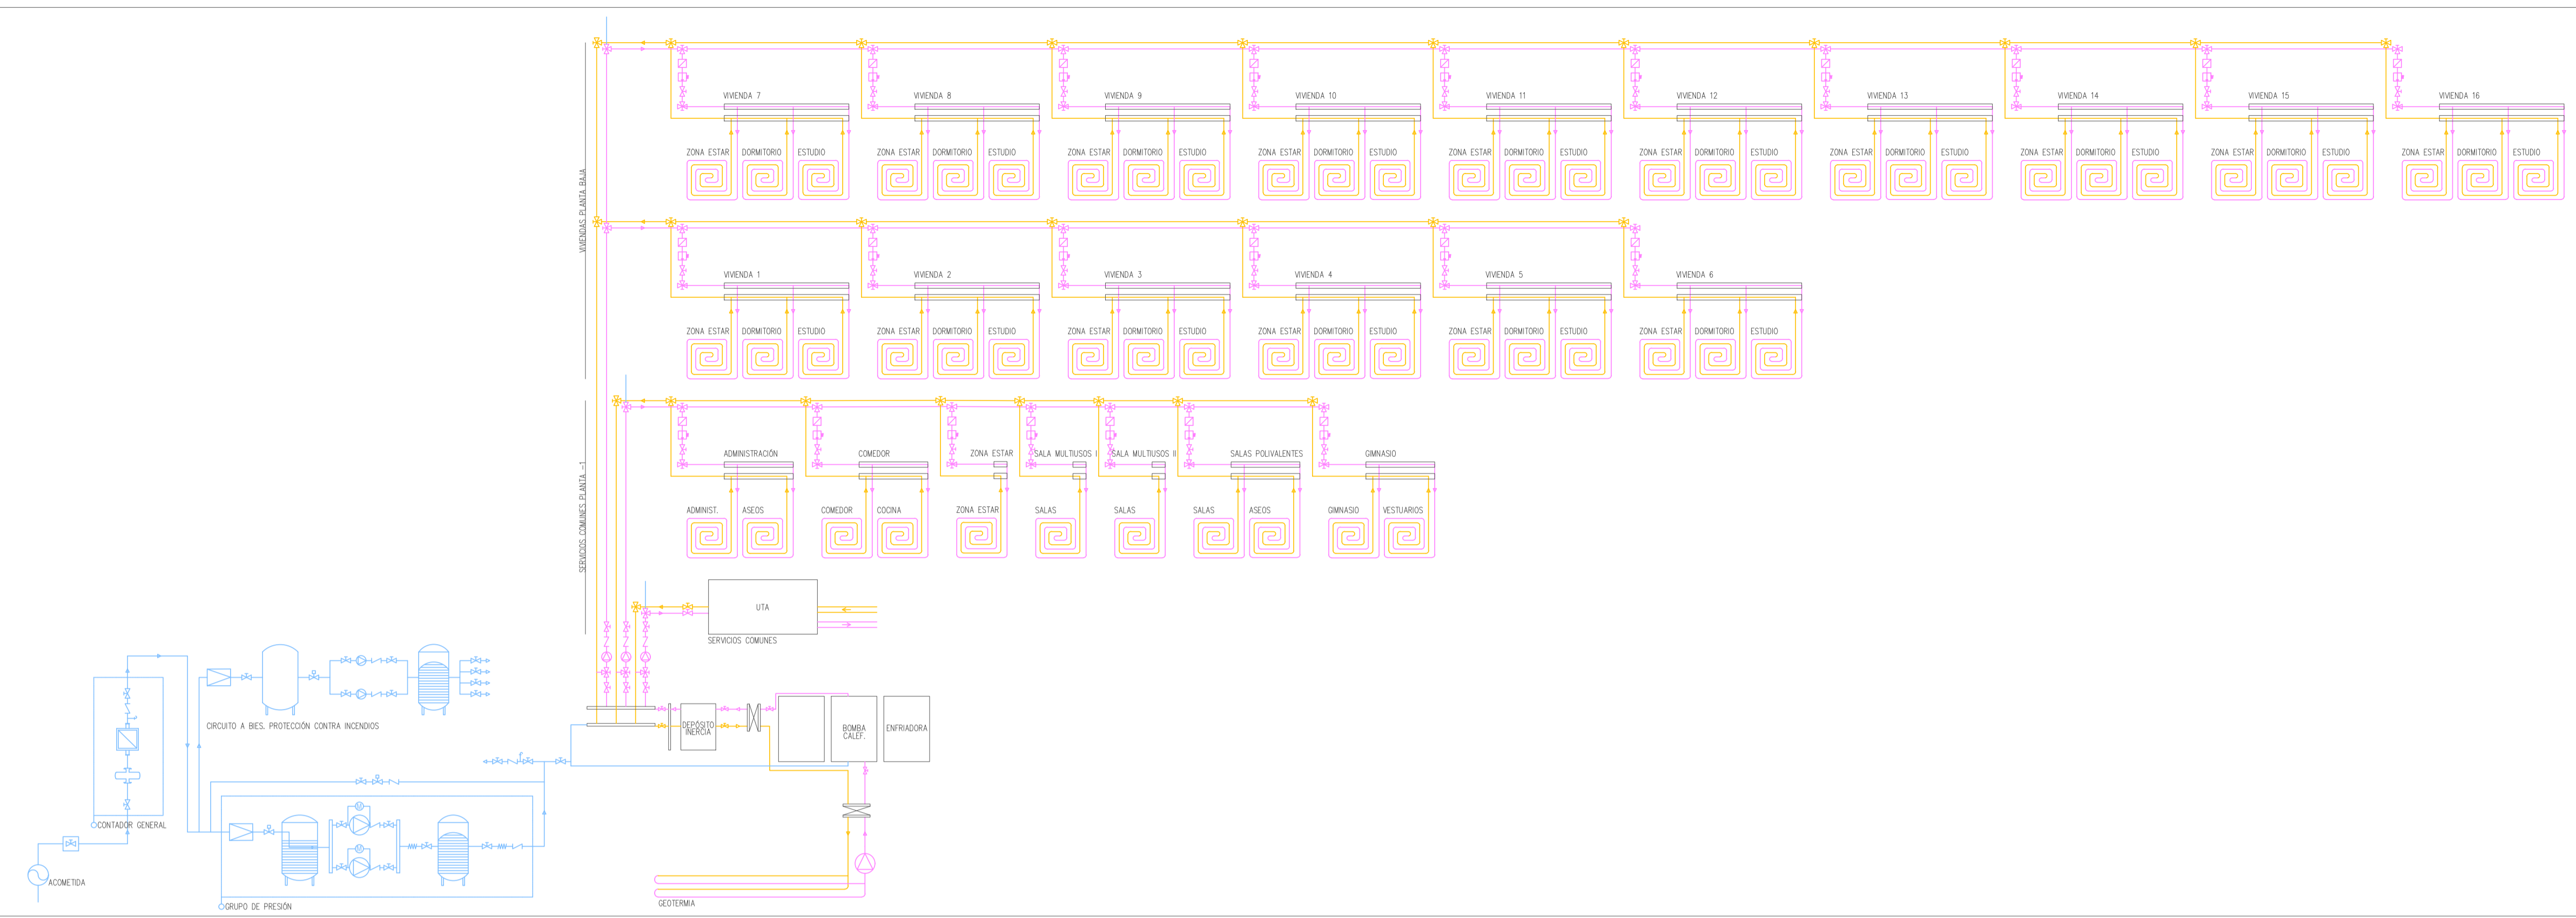 VIVIENDAS PLANTA BAJA
VIVIENDA 7
VIVIENDA 8
VIVIENDA 9
VIVIENDA 10
VIVIENDA 11
VIVIENDA 12
VIVIENDA 13
VIVIENDA 14
VIVIENDA 15
VIVIENDA 16
ZONA ESTAR DORMITORIO ESTUDIO
ZONA ESTAR DORMITORIO ESTUDIO
ZONA ESTAR DORMITORIO ESTUDIO
ZONA ESTAR DORMITORIO ESTUDIO
ZONA ESTAR DORMITORIO ESTUDIO
ZONA ESTAR DORMITORIO ESTUDIO
ZONA ESTAR DORMITORIO ESTUDIO
ZONA ESTAR DORMITORIO ESTUDIO
ZONA ESTAR DORMITORIO ESTUDIO
ZONA ESTAR DORMITORIO ESTUDIO
VIVIENDA 1
VIVIENDA 2
VIVIENDA 3
VIVIENDA 4
VIVIENDA 5
VIVIENDA 6
ZONA ESTAR DORMITORIO ESTUDIO
ZONA ESTAR DORMITORIO ESTUDIO
ZONA ESTAR DORMITORIO ESTUDIO
ZONA ESTAR DORMITORIO ESTUDIO
ZONA ESTAR DORMITORIO ESTUDIO
ZONA ESTAR DORMITORIO ESTUDIO
SERVICIOS COMUNES PLANTA -1
ADMINISTRACIÓN
COMEDOR
ZONA ESTAR
SALA MULTIUSOS I
SALA MULTIUSOS II
SALAS POLIVALENTES
GIMNASIO
ADMINIST. ASEOS
COMEDOR COCINA
ZONA ESTAR
SALAS
SALAS
SALAS ASEOS
GIMNASIO VESTUARIOS
UTA
SERVICIOS COMUNES
CIRCUITO A BIES. PROTECCIÓN CONTRA INCENDIOS
DEPÓSITO
INERCIA
BOMBA
CALEF.
ENFRIADORA
CONTADOR GENERAL
M
M
ACOMETIDA
GRUPO DE PRESIÓN
GEOTERMIA